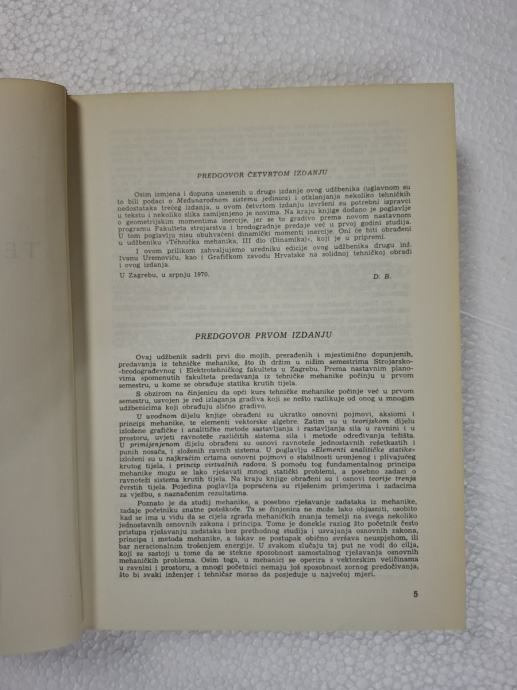 PREDGOVOR ČETVRTOM IZDANJU
Osim izmjena i dopuna unesenih u drugo izdanje ovog udžbenika (uglavnom su
to bili podaci o Međunarodnom sistemu jedinica) i otklanjanja nekoliko tehničkih
nedostataka trećeg izdanja, u ovom četvrtom izdanju izvršeni su potrebni ispravci
u tekstu i nekoliko slika zamijenjeno je novima. Na kraju knjige dodano je poglavlje
o geometrijskim momentima inercije, jer se to gradivo prema novom nastavnom
programu Fakulteta strojarstva i brodogradnje predaje već u prvoj godini studija.
U tom poglavlju nisu obuhvaćeni dinamički momenti inercije. Oni će biti obrađeni
u udžbeniku »Tehnička mehanika, III dio (Dinamika)«, koji je u pripremi.
I ovom prilikom zahvaljujemo uredniku edicije ovog udžbenika drugu inž.
Ivanu Uremoviću, kao i Grafičkom zavodu Hrvatske na solidnoj tehničkoj obradi
i ovog izdanja.
U Zagrebu, u srpnju 1970. D. B.
PREDGOVOR PRVOM IZDANJU
Ovaj udžbenik sadrži prvi dio mojih, prerađenih i mjestimično dopunjenih,
predavanja iz tehničke mehanike, što ih držim u nižim semestrima Strojarsko-
-brodograđevnog i Elektrotehničkog fakulteta u Zagrebu. Prema nastavnim plano-
vima spomenutih fakulteta predavanja iz tehničke mehanike počinju u prvom
semestru, u kome se obrađuje statika krutih tijela.
S obzirom na činjenicu da opći kurs tehničke mehanike počinje već u prvom
semestru, usvojen je red izlaganja gradiva koji se nešto razlikuje od onog u mnogim
udžbenicima koji obrađuju slično gradivo.
U uvodnom dijelu knjige obrađeni su ukratko osnovni pojmovi, aksiomi i
principi mehanike, te elementi vektorske algebre. Zatim su u teorijskom dijelu
izložene grafičke i analitičke metode sastavljanja i rastavljanja sila u ravnini i u
prostoru, uvjeti ravnoteže različitih sistema sila i metode određivanja težišta.
U primijenjenom dijelu obrađeni su osnovi ravnoteže jednostavnih rešetkastih i
punih nosača, i složenih ravnih sistema. U poglavlju »Elementi analitičke statike«
izloženi su u najkraćim crtama osnovni pojmovi o stabilnosti uronjenog i plivajućeg
krutog tijela, i princip virtualnih radova. S pomoću tog fundamentalnog principa
mehanike mogu se lako rješavati mnogi statički problemi, a posebno zadaci o
ravnoteži sistema krutih tijela. Na kraju knjige obrađeni su i osnovi teorije trenja
čvrstih tijela. Pojedina poglavlja popraćena su riješenim primjerima i zadacima
za vježbu, s naznačenim rezultatima.
Poznato je da studij mehanike, a posebno rješavanje zadataka iz mehanike,
zadaje početniku znatne poteškoće. Ta se činjenica ne može lako objasniti, osobito
kad se ima u vidu da se cijela zgrada mehaničkih znanja temelji na svega nekoliko
jednostavnih osnovnih zakona i principa. Tome je donekle razlog što početnik često
pristupa rješavanju zadataka bez prethodnog studija i usvajanja osnovnih zakona,
principa i metoda mehanike, a takav se postupak obično svršava neuspjehom, ili
bar neracionalnim trošenjem energije. U svakom slučaju taj put ne vodi do cilja,
koji se sastoji u tome da se stekne sposobnost samostalnog rješavanja osnovnih
mehaničkih problema. Osim toga, u mehanici se operira s vektorskim veličinama
u ravnini i prostoru, a mnogi početnici nemaju još sposobnost zornog predočivanja,
što bi svaki inženjer i tehničar morao da posjeduje u najvećoj mjeri.
5